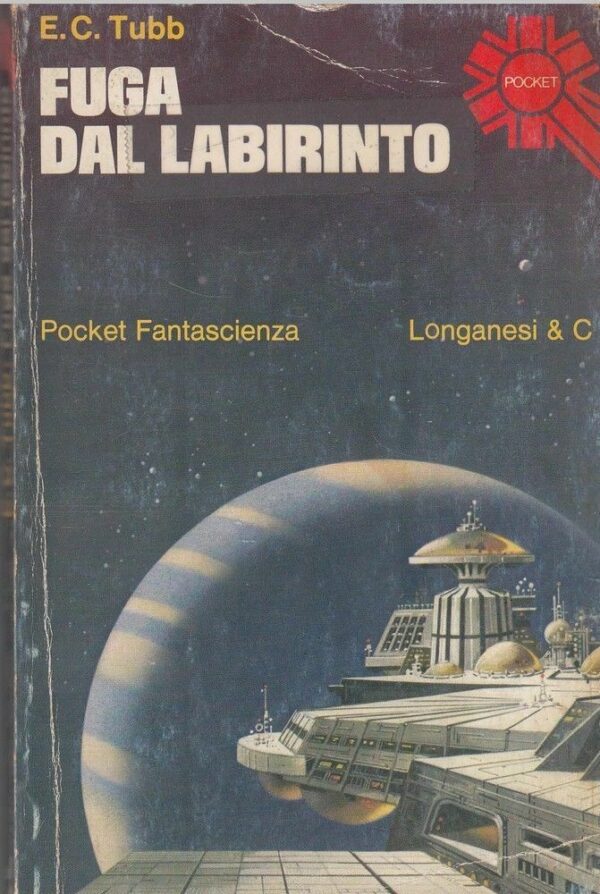 E.C. Tubb
FUGA
DAL LABIRINTO
POCKET
Pocket Fantascienza
Longanesi & C